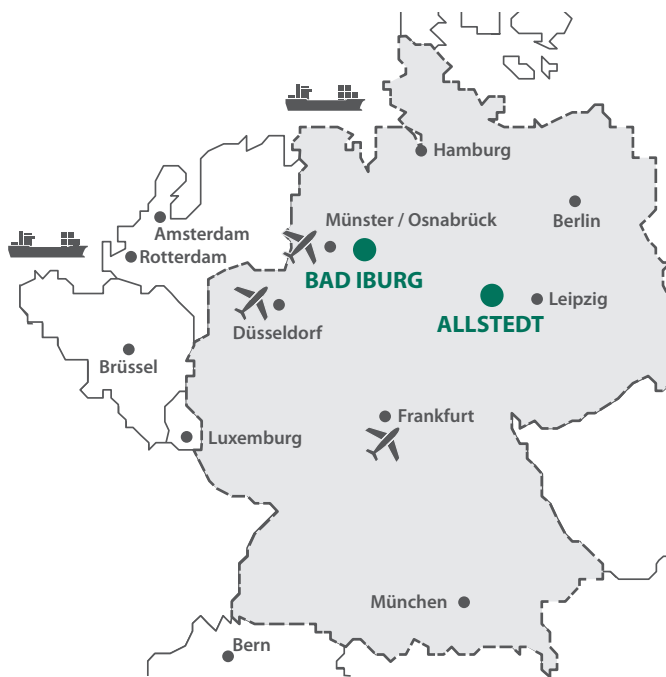 Hamburg
Berlin
Münster / Osnabrück
Amsterdam
Rotterdam
BAD IBURG
Leipzig
ALLSTEDT
Düsseldorf
Brüssel
Frankfurt
Luxemburg
München
Bern